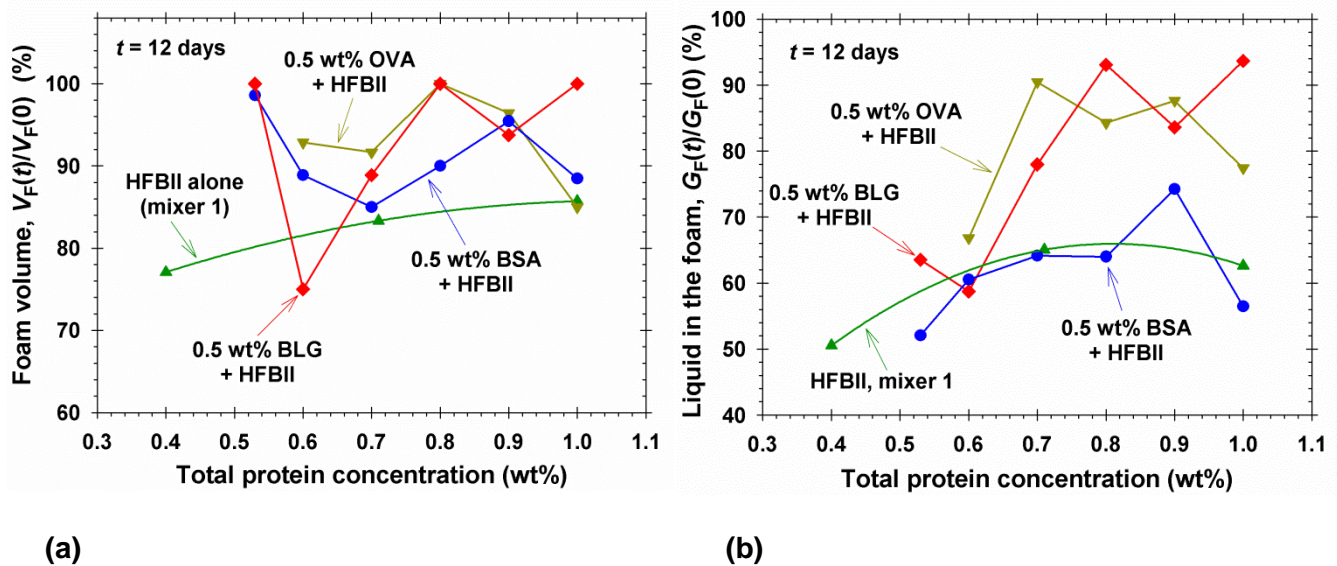 Foam volume, V_F(t)/V_F(0) (%)
t = 12 days
0.5 wt% OVA
+ HFBII
HFBII alone
(mixer 1)
0.5 wt% BSA
+ HFBII
0.5 wt% BLG
+ HFBII
100
90
80
70
60
0.3 0.4 0.5 0.6 0.7 0.8 0.9 1.0 1.1
Total protein concentration (wt%)
(a)
Liquid in the foam, G_F(t)/G_F(0) (%)
t = 12 days
0.5 wt% OVA
+ HFBII
0.5 wt% BLG
+ HFBII
0.5 wt% BSA
+ HFBII
HFBII, mixer 1
100
90
80
70
60
50
40
0.3 0.4 0.5 0.6 0.7 0.8 0.9 1.0 1.1
Total protein concentration (wt%)
(b)